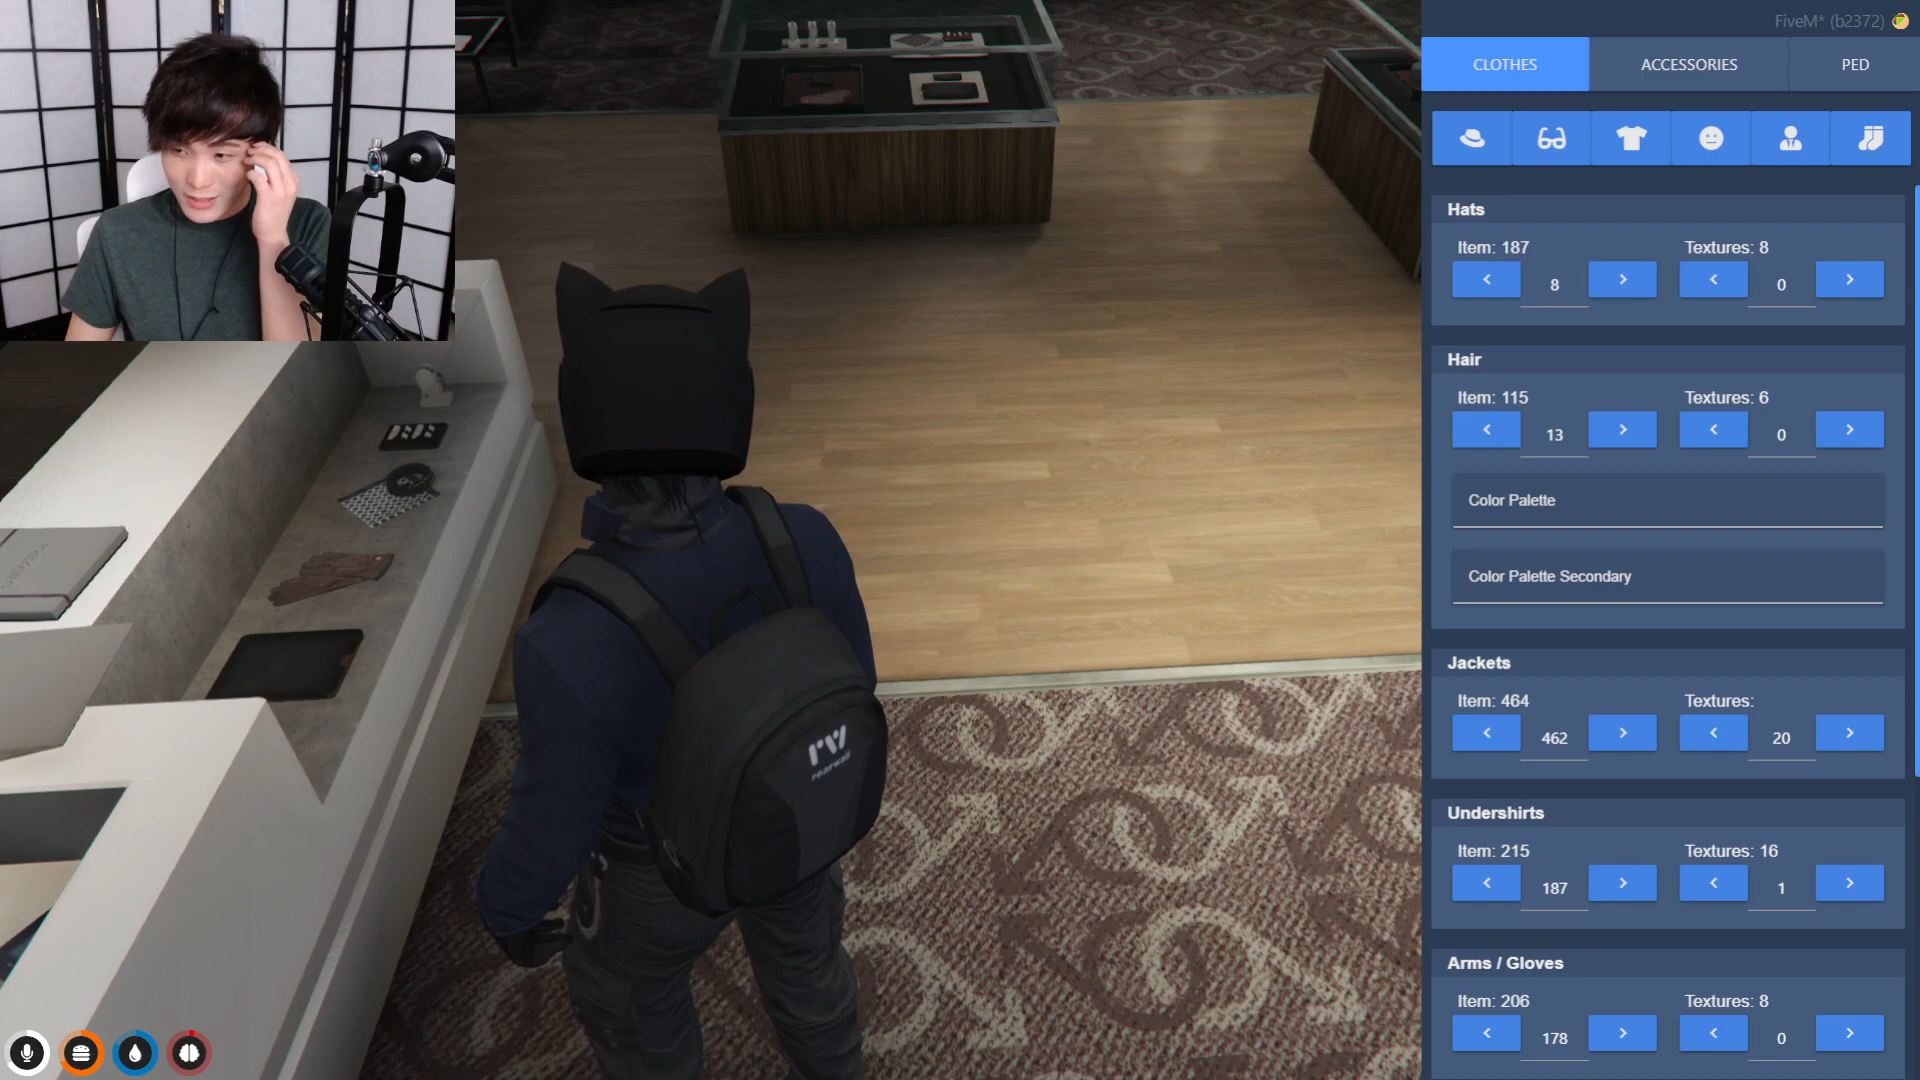 FiveM* (b2372)
CLOTHES ACCESSORIES PED
Hats
Item: 187 Textures: 8
< 8 > < 0 >
Hair
Item: 115 Textures: 6
< 13 > < 0 >
Color Palette
Color Palette Secondary
Jackets
Item: 464 Textures:
< 462 > < 20 >
Undershirts
Item: 215 Textures: 16
< 187 > < 1 >
Arms / Gloves
Item: 206 Textures: 8
< 178 > < 0 >
rw
rearwall